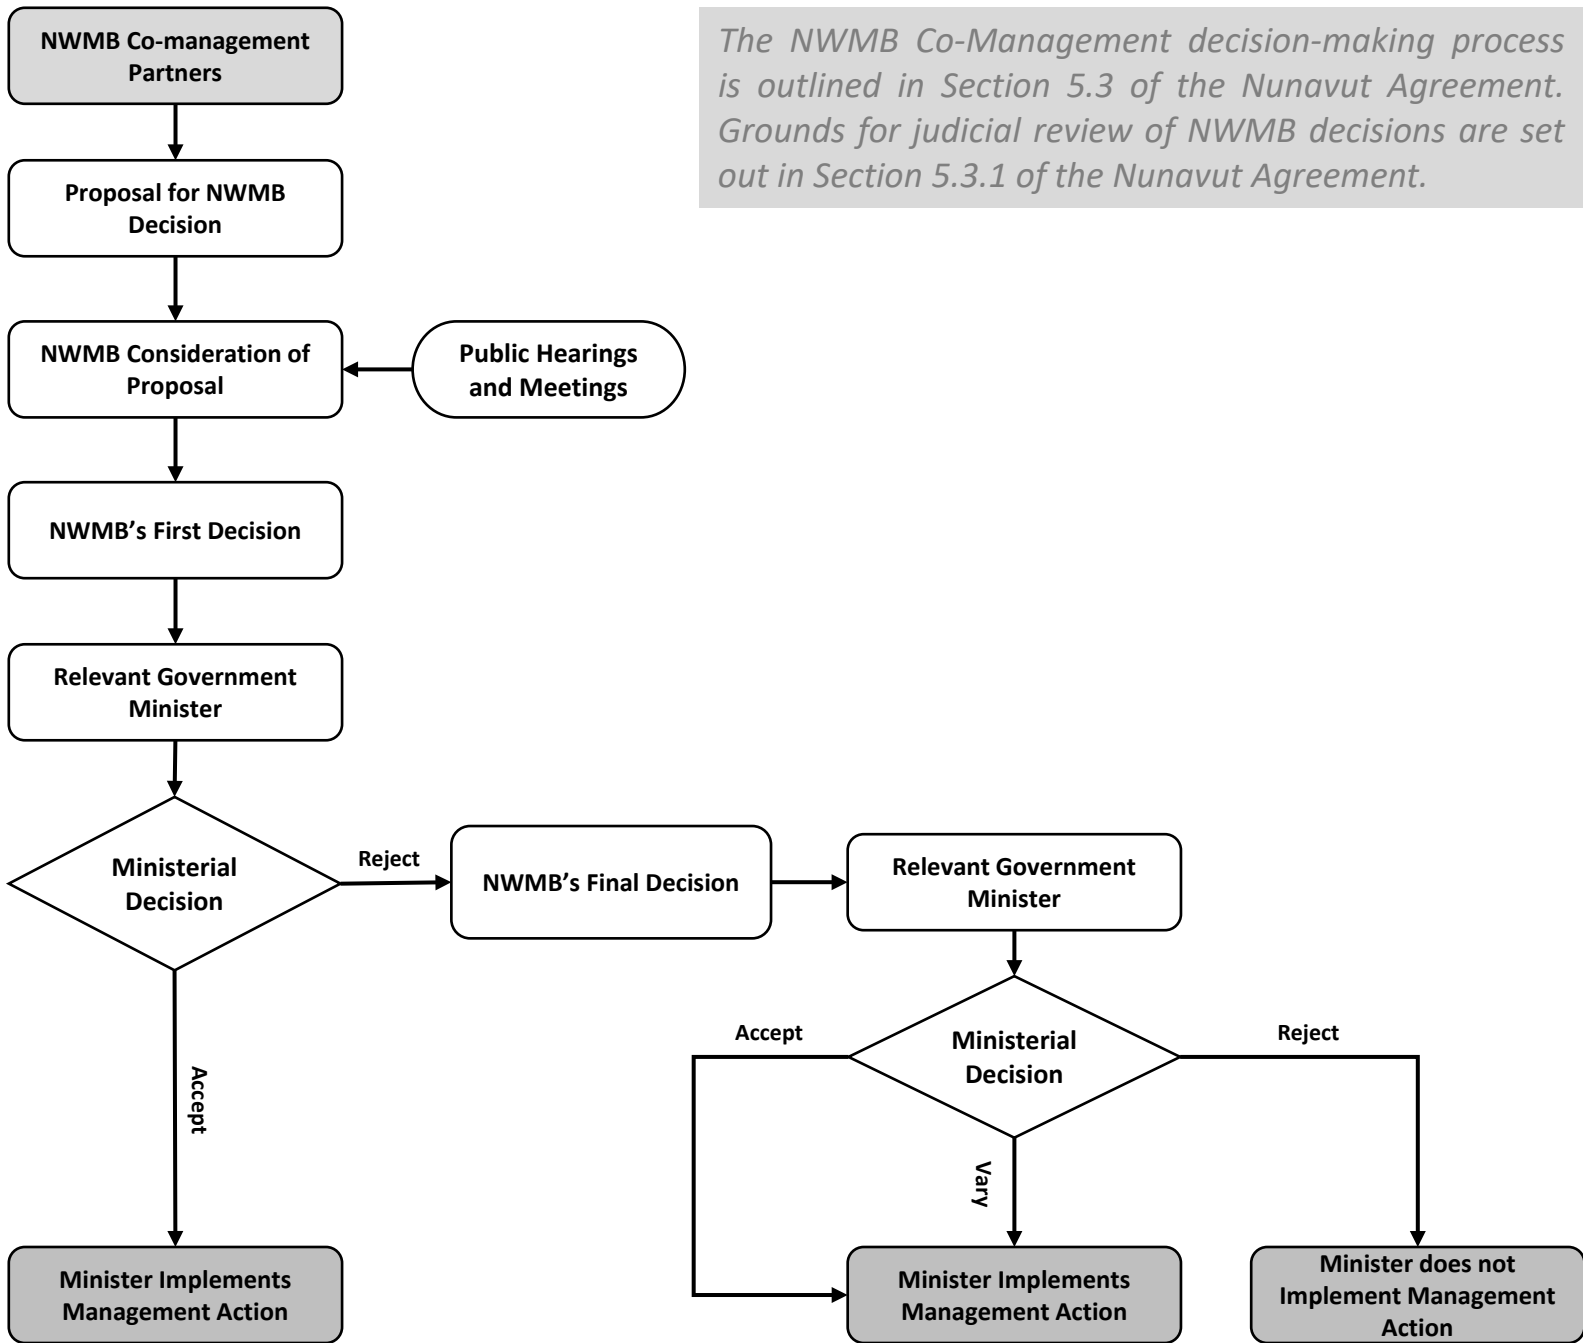 NWMB Co-management
Partners
The NWMB Co-Management decision-making process
is outlined in Section 5.3 of the Nunavut Agreement.
Grounds for judicial review of NWMB decisions are set
out in Section 5.3.1 of the Nunavut Agreement.
Proposal for NWMB
Decision
NWMB Consideration of
Proposal
Public Hearings
and Meetings
NWMB’s First Decision
Relevant Government
Minister
Ministerial
Decision
Reject
NWMB’s Final Decision
Relevant Government
Minister
Accept
Accept
Ministerial
Decision
Reject
Vary
Minister Implements
Management Action
Minister Implements
Management Action
Minister does not
Implement Management
Action